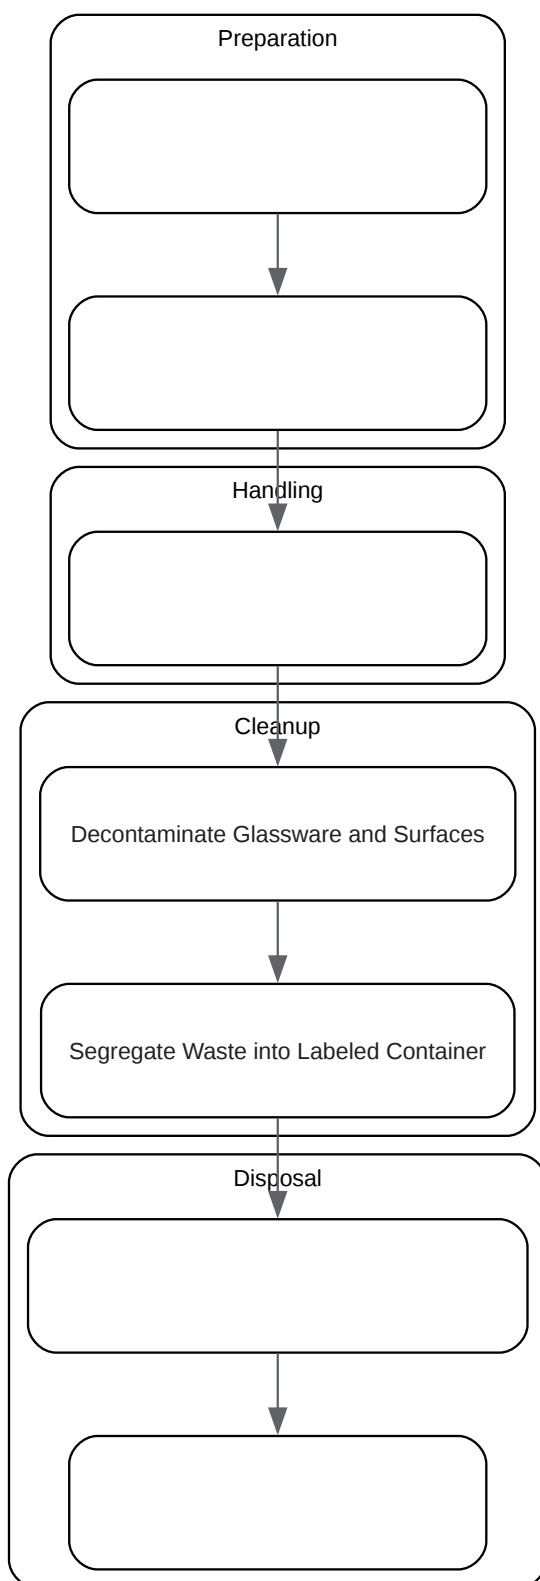 Preparation
Handling
Cleanup
Decontaminate Glassware and Surfaces
Segregate Waste into Labeled Container
Disposal